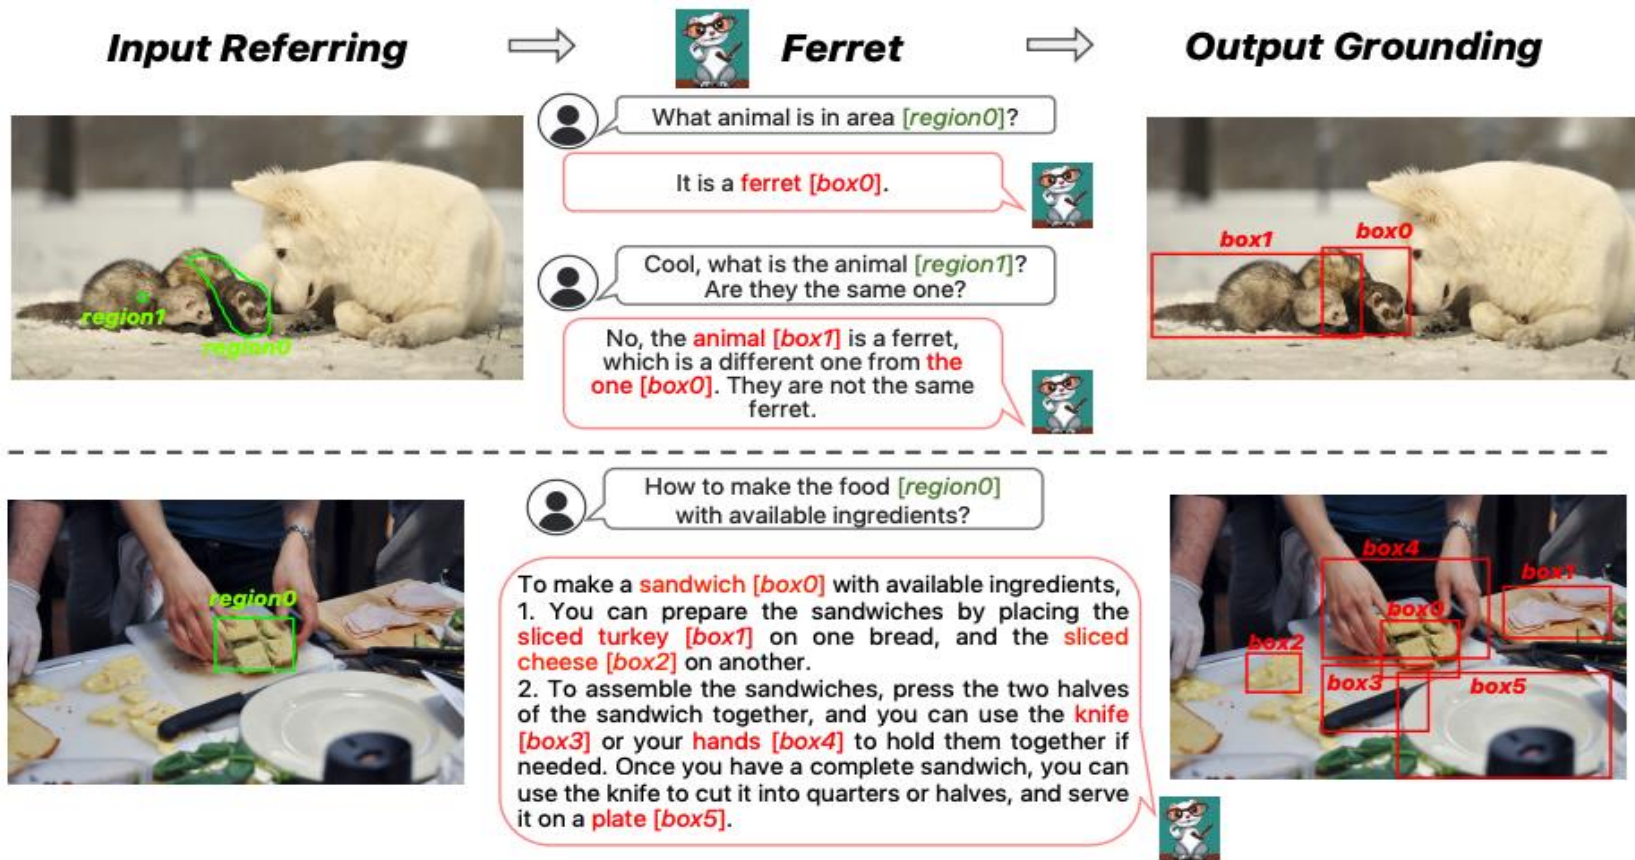 Input Referring
Ferret
Output Grounding
What animal is in area [region0]?
It is a ferret [box0].
Cool, what is the animal [region1]?
Are they the same one?
No, the animal [box1] is a ferret,
which is a different one from the
one [box0]. They are not the same
ferret.
region1
region0
box1
box0
How to make the food [region0]
with available ingredients?
To make a sandwich [box0] with available ingredients,
1. You can prepare the sandwiches by placing the
sliced turkey [box1] on one bread, and the sliced
cheese [box2] on another.
2. To assemble the sandwiches, press the two halves
of the sandwich together, and you can use the knife
[box3] or your hands [box4] to hold them together if
needed. Once you have a complete sandwich, you can
use the knife to cut it into quarters or halves, and serve
it on a plate [box5].
region0
box4
box1
box0
box2
box3
box5